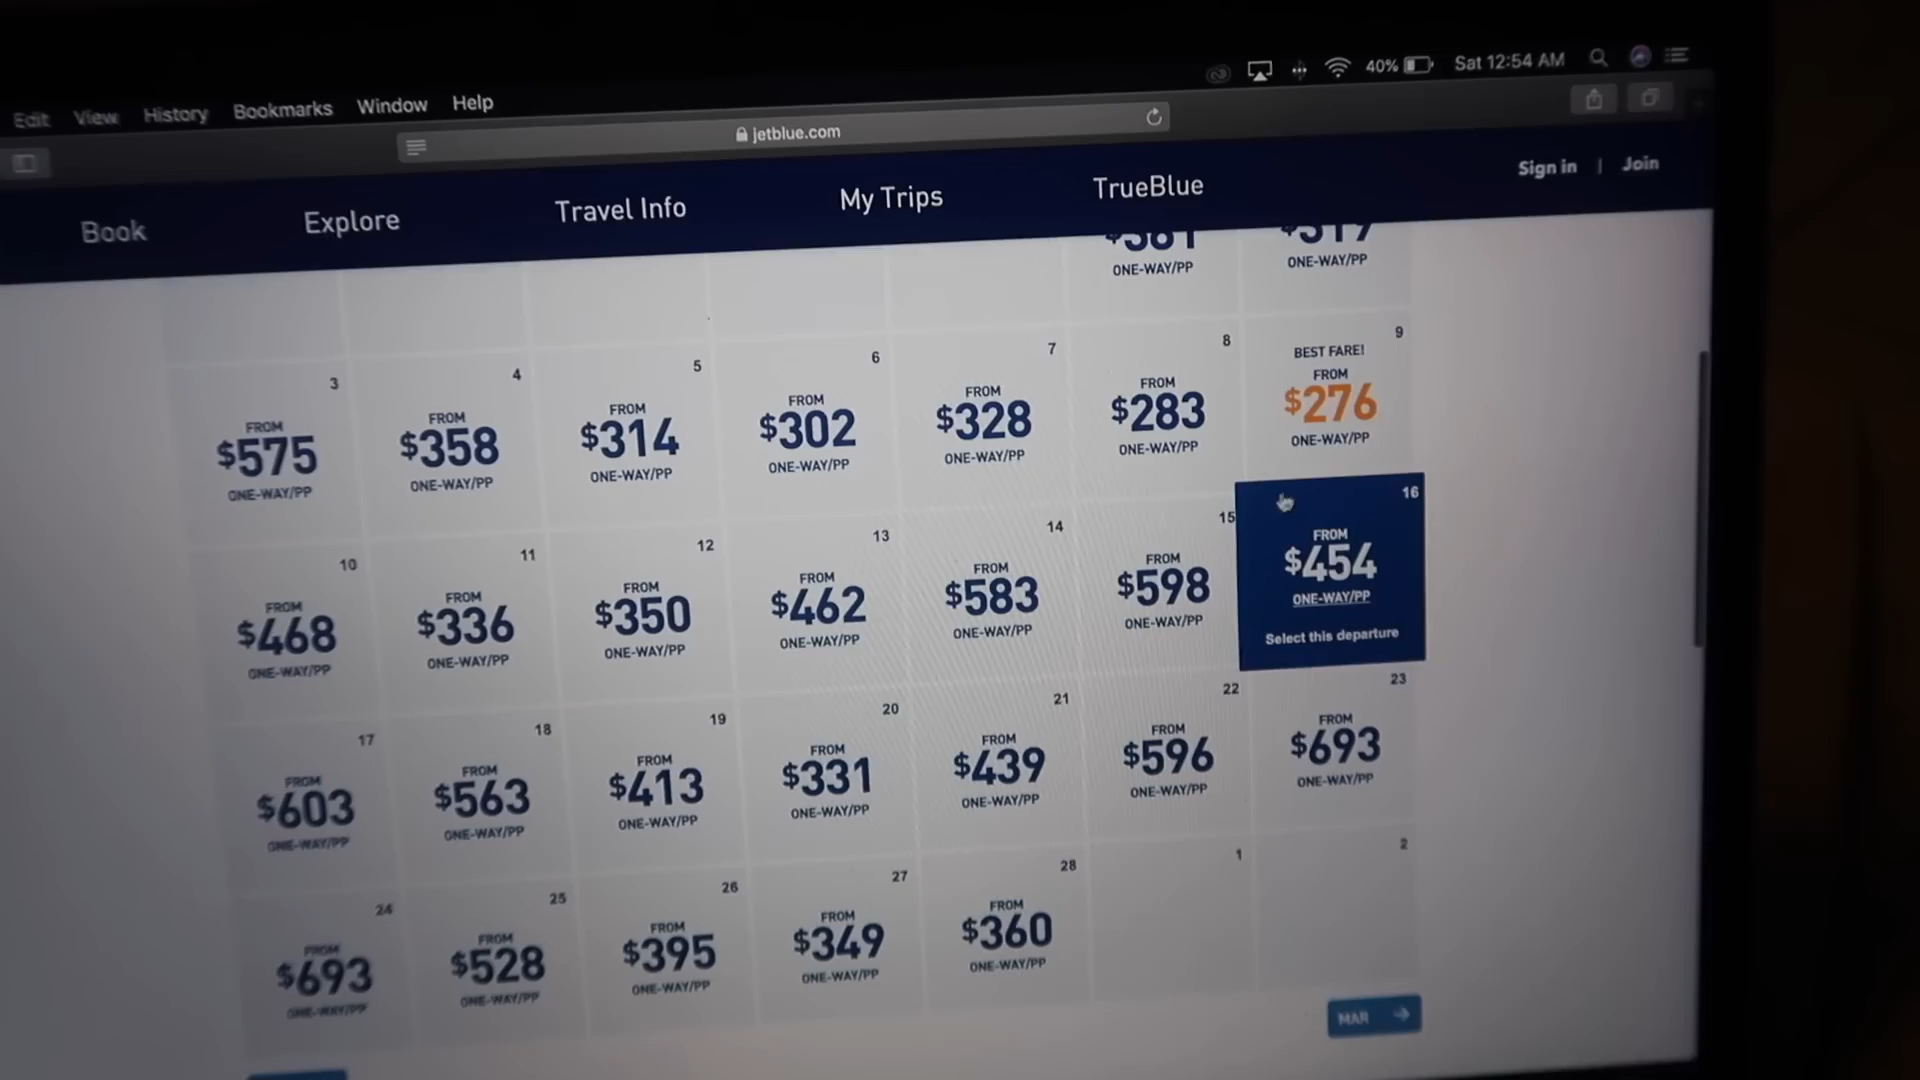 40% Sat 12:54 AM
Edit View History Bookmarks Window Help
jetblue.com
Sign in | Join
Book Explore Travel Info My Trips TrueBlue
$381 $319
ONE-WAY/PP ONE-WAY/PP
3 4 5 6 7 8 9
BEST FARE!
FROM FROM FROM FROM FROM FROM FROM
$575 $358 $314 $302 $328 $283 $276
ONE-WAY/PP ONE-WAY/PP ONE-WAY/PP ONE-WAY/PP ONE-WAY/PP ONE-WAY/PP ONE-WAY/PP
10 11 12 13 14 15 16
FROM FROM FROM FROM FROM FROM FROM
$468 $336 $350 $462 $583 $598 $454
ONE-WAY/PP ONE-WAY/PP ONE-WAY/PP ONE-WAY/PP ONE-WAY/PP ONE-WAY/PP ONE-WAY/PP
Select this departure
17 18 19 20 21 22 23
FROM FROM FROM FROM FROM FROM FROM
$603 $563 $413 $331 $439 $596 $693
ONE-WAY/PP ONE-WAY/PP ONE-WAY/PP ONE-WAY/PP ONE-WAY/PP ONE-WAY/PP ONE-WAY/PP
24 25 26 27 28 1 2
FROM FROM FROM FROM FROM
$693 $528 $395 $349 $360
ONE-WAY/PP ONE-WAY/PP ONE-WAY/PP ONE-WAY/PP ONE-WAY/PP
MAR